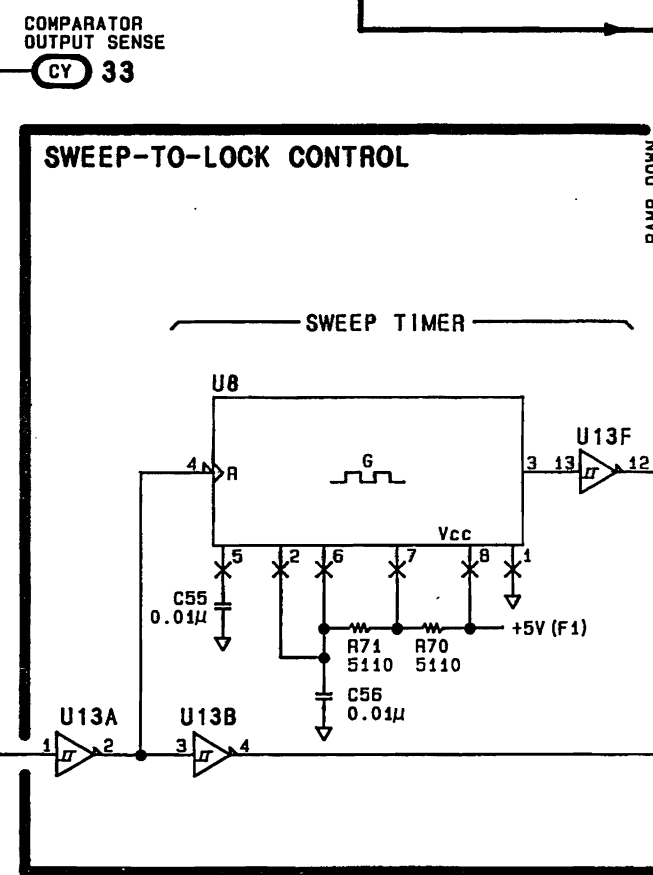 COMPARATOR
OUTPUT SENSE
CY 33
SWEEP-TO-LOCK CONTROL
RAMP DOWN
SWEEP TIMER
U8
U13F
4 R G 3 13 12
Vcc
5 2 6 7 8 1
C55
0.01µ
+5V(F1)
R71 R70
5110 5110
C56
0.01µ
U13A U13B
1 2 3 4